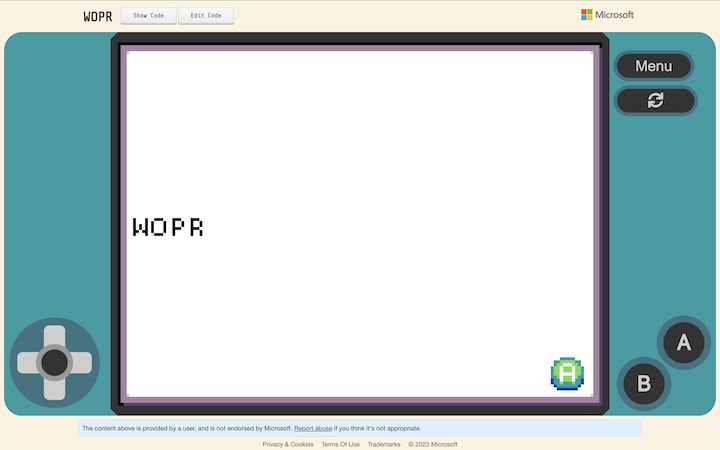 WOPR
Show Code
Edit Code
Microsoft
Menu
WOPR
A
A
B
The content above is provided by a user, and is not endorsed by Microsoft. Report abuse if you think it's not appropriate.
Privacy & Cookies Terms Of Use Trademarks © 2023 Microsoft